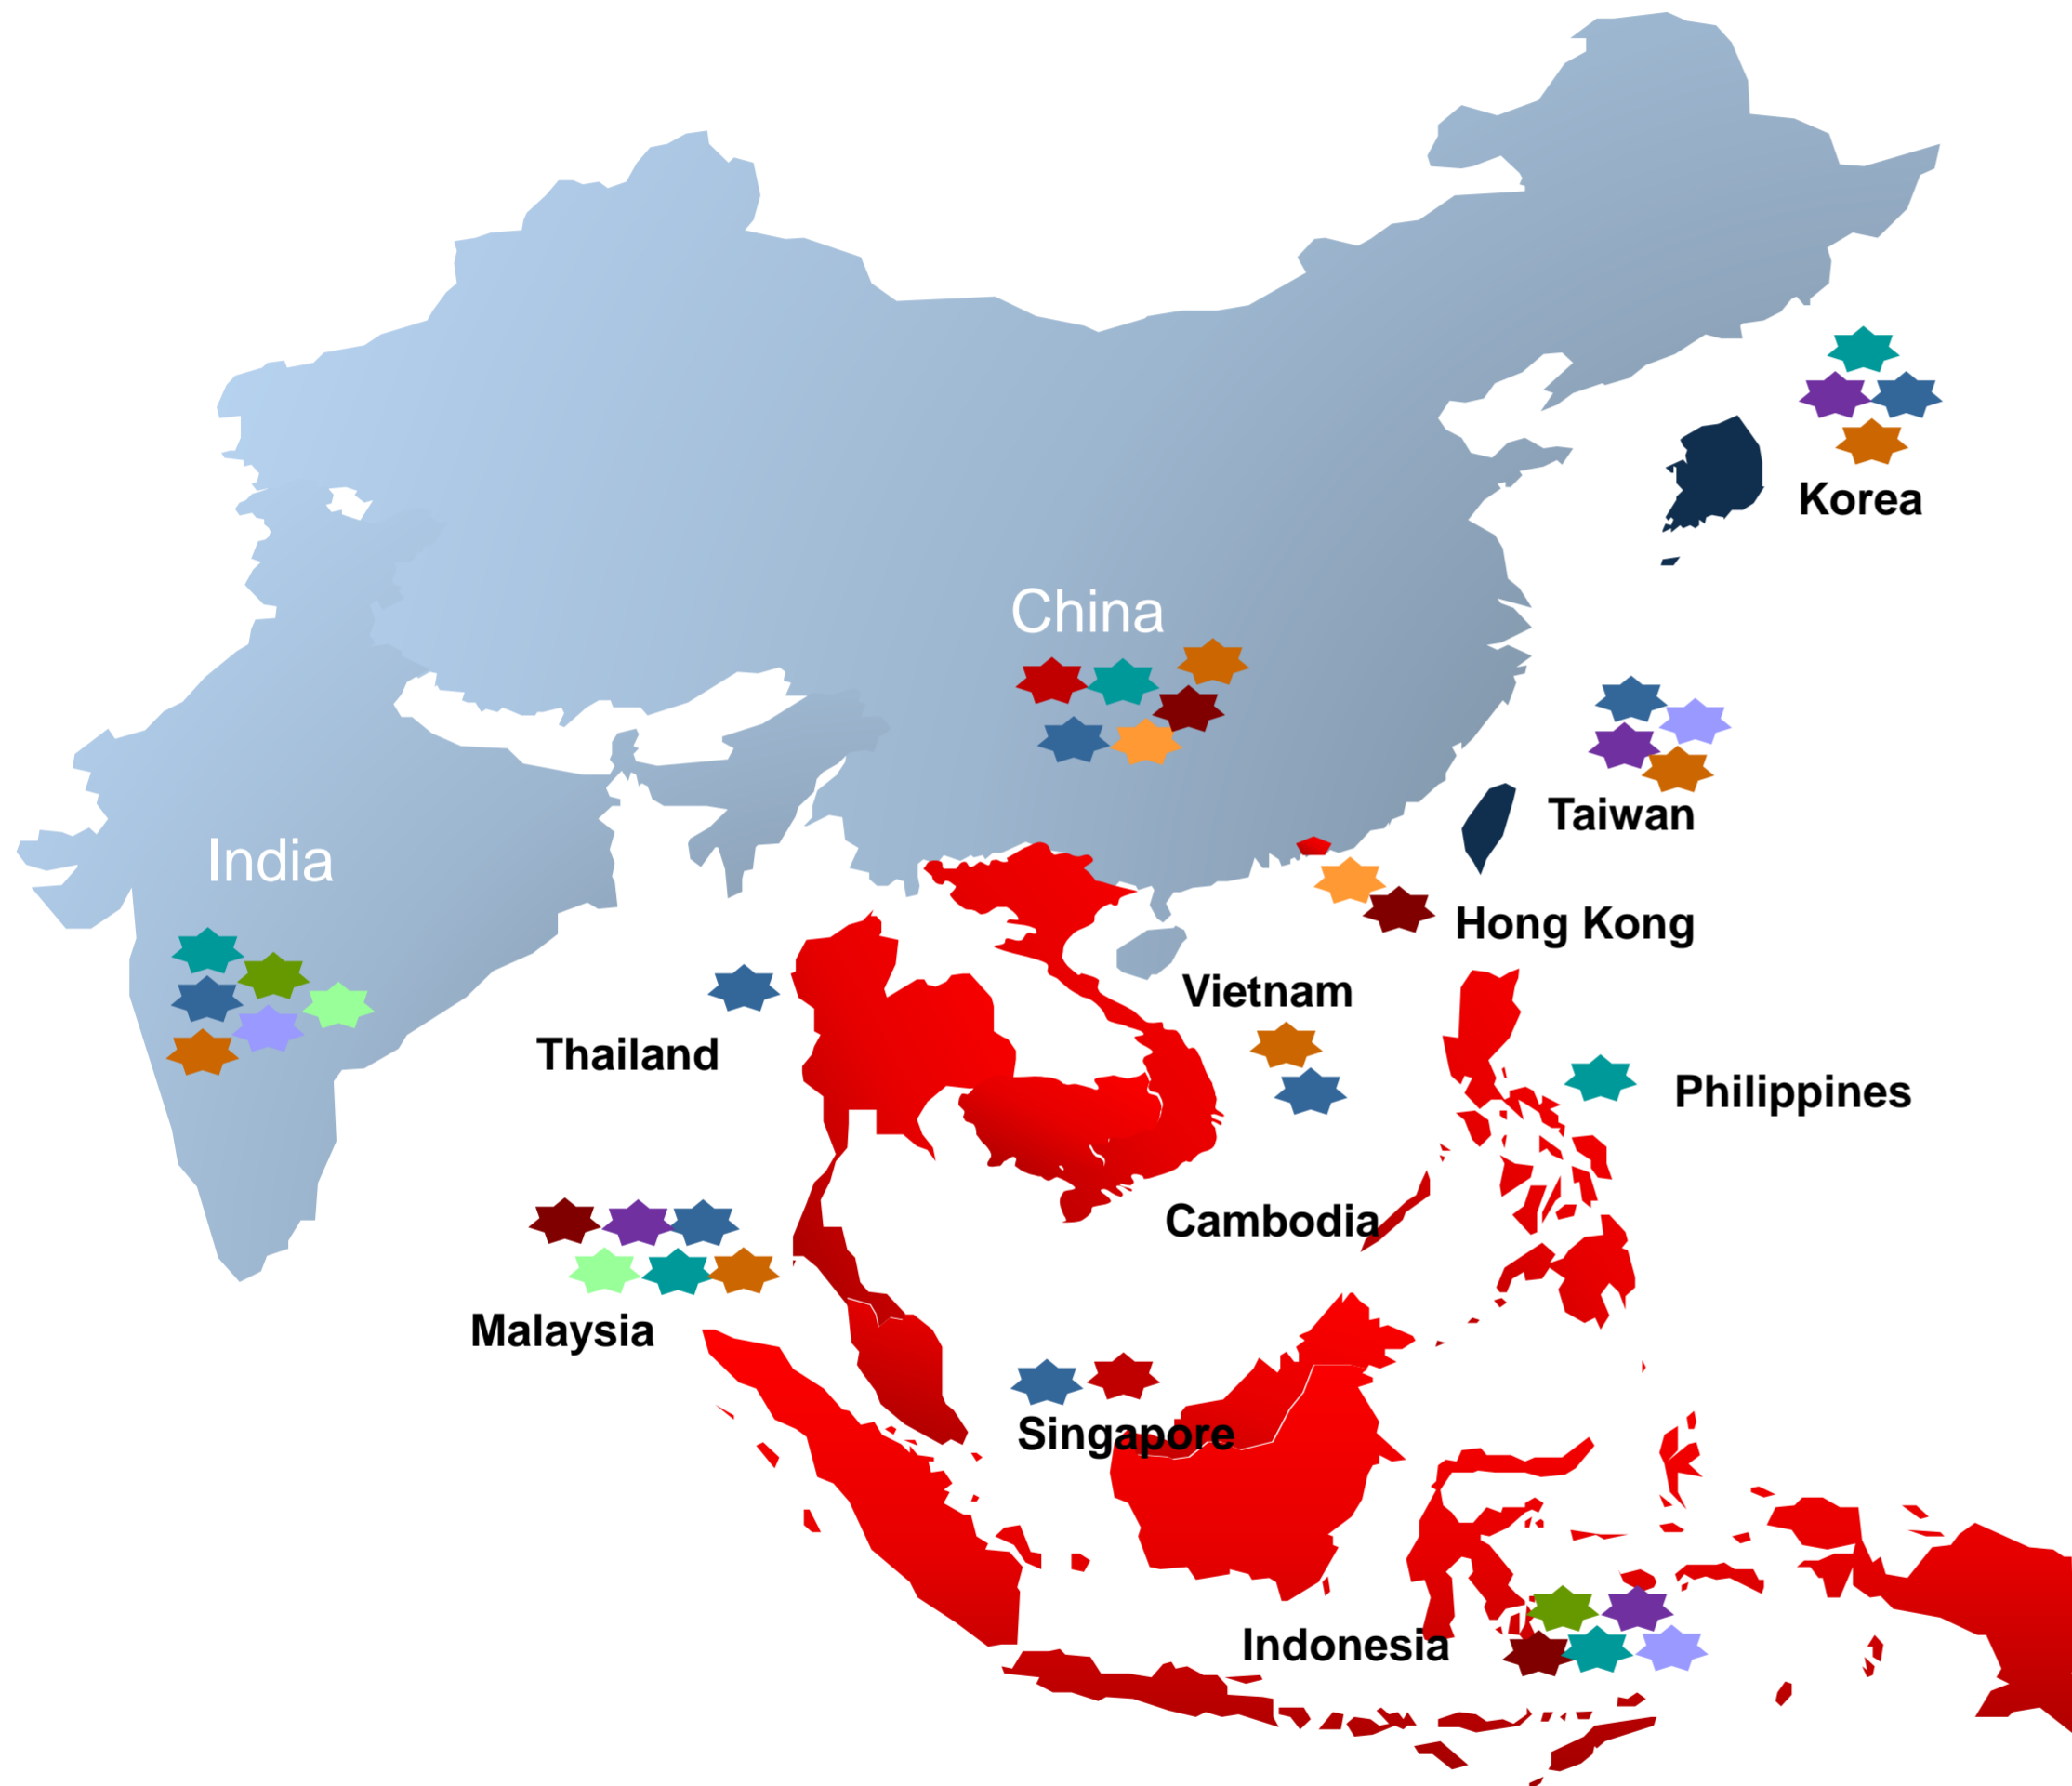 Korea
China
Taiwan
India
Hong Kong
Vietnam
Thailand
Philippines
Cambodia
Malaysia
Singapore
Indonesia